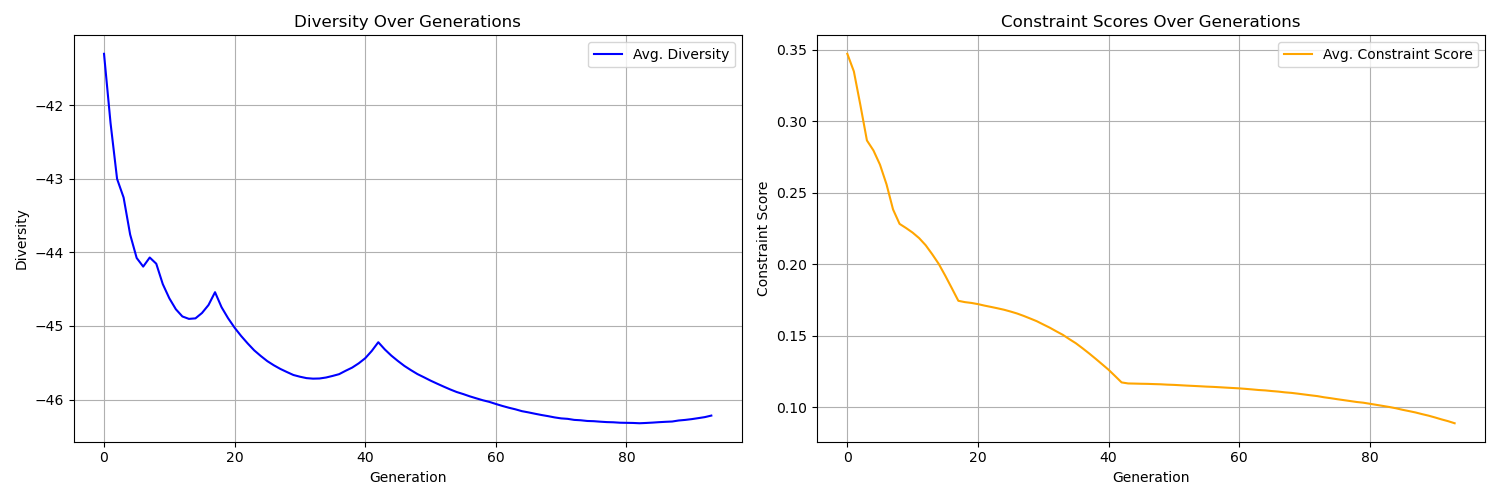 Diversity Over Generations
Avg. Diversity
Diversity
−42
−43
−44
−45
−46
0 20 40 60 80
Generation
Constraint Scores Over Generations
Avg. Constraint Score
Constraint Score
0.35
0.30
0.25
0.20
0.15
0.10
0 20 40 60 80
Generation